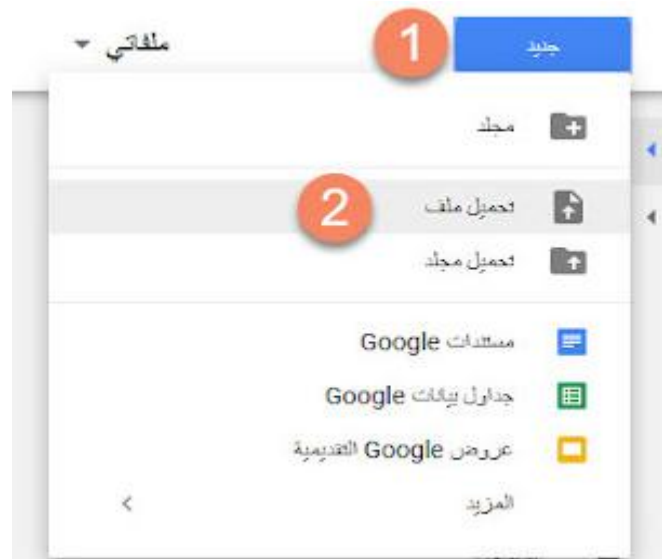 جديد 1 ملفاتي
مجلد
تحميل ملف 2
تحميل مجلد
مستندات Google
جداول بيانات Google
عروض Google التقديمية
المزيد